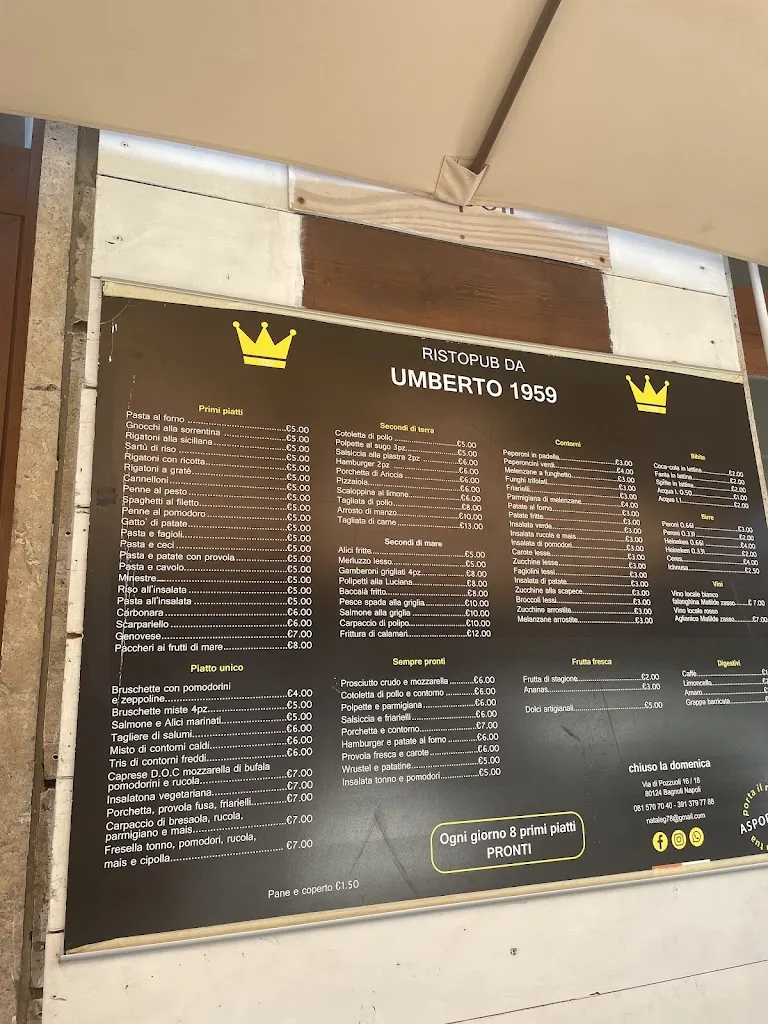 RISTOPUB DA
UMBERTO 1959
Primi piatti
Pasta al forno €5.00
Gnocchi alla sorrentina €5.00
Rigatoni alla siciliana €5.00
Sartù di riso €5.00
Rigatoni con ricotta €5.00
Rigatoni a gratè €5.00
Cannelloni €5.00
Penne al pesto €5.00
Spaghetti al filetto €5.00
Penne al pomodoro €5.00
Gatto' di patate €5.00
Pasta e fagioli €5.00
Pasta e ceci €5.00
Pasta e patate con provola €5.00
Pasta e cavolo €5.00
Minestre €5.00
Riso all'insalata €5.00
Pasta all'insalata €5.00
Carbonara €6.00
Scarpariello €6.00
Genovese €7.00
Paccheri ai frutti di mare €8.00
Piatto unico
Bruschette con pomodorini
e zeppoline €4.00
Bruschette miste 4pz €5.00
Salmone e Alici marinati €5.00
Tagliere di salumi €6.00
Misto di contorni caldi €6.00
Tris di contorni freddi €6.00
Caprese D.O.C mozzarella di bufala
pomodorini e rucola €7.00
Insalatona vegetariana €7.00
Porchetta, provola fusa, friarielli €7.00
Carpaccio di bresaola, rucola,
parmigiano e mais €7.00
Fresella tonno, pomodori, rucola,
mais e cipolla €7.00
Secondi di terra
Cotoletta di pollo €5.00
Polpette al sugo 3pz €5.00
Salsiccia alla piastra 2pz €6.00
Hamburger 2pz €6.00
Porchetta di Ariccia €6.00
Pizzaiola €6.00
Scaloppina al limone €6.00
Tagliata di pollo €8.00
Arrosto di manzo €10.00
Tagliata di carne €13.00
Secondi di mare
Alici fritte €5.00
Merluzzo lesso €5.00
Gamberoni grigliati 4pz €8.00
Polipetti alla Luciana €8.00
Baccalà fritto €8.00
Pesce spada alla griglia €10.00
Salmone alla griglia €10.00
Carpaccio di polipo €10.00
Frittura di calamari €12.00
Sempre pronti
Prosciutto crudo e mozzarella €6.00
Cotoletta di pollo e contorno €6.00
Polpette e parmigiana €6.00
Salsiccia e friarielli €6.00
Porchetta e contorno €7.00
Hamburger e patate al forno €6.00
Provola fresca e carote €6.00
Wrustel e patatine €5.00
Insalata tonno e pomodori €5.00
Contorni
Peperoni in padella €3.00
Peperoncini verdi €4.00
Melenzane a funghetto €3.00
Funghi trifolati €3.00
Friarielli €3.00
Parmigiana di melenzane €4.00
Patate al forno €3.00
Patate fritte €3.00
Insalata verde €3.00
Insalata rucola e mais €3.00
Insalata di pomodori €3.00
Carote lesse €3.00
Zucchine lesse €3.00
Fagiolini lessi €3.00
Insalata di patate €3.00
Zucchine alla scapece €3.00
Broccoli lessi €3.00
Zucchine arrostite €3.00
Melanzane arrostite €3.00
Frutta fresca
Frutta di stagione €2.00
Ananas €3.00
Dolci artigianali €5.00
Bibite
Coca-cola in lattina €2.00
Fanta in lattina €2.00
Sprite in lattina €2.00
Acqua l. 0.50 €1.00
Acqua l.1 €2.00
Birre
Peroni 0.66l €3.00
Peroni 0.33l €2.00
Heineken 0.66l €4.00
Heineken 0.33l €2.00
Ceres €4.00
Ichnusa €2.50
Vini
Vino locale bianco
falanghina Matilde zasso €7.00
Vino locale rosso
Aglianico Matilde zasso €7.00
Digestivi
Caffè
Limoncello
Amaro
Grappa barricata
Ogni giorno 8 primi piatti
PRONTI
chiuso la domenica
Via di Pozzuoli 16 / 18
80124 Bagnoli Napoli
081 570 70 40 - 391 379 77 88
nataleg78@gmail.com
Pane e coperto €1.50